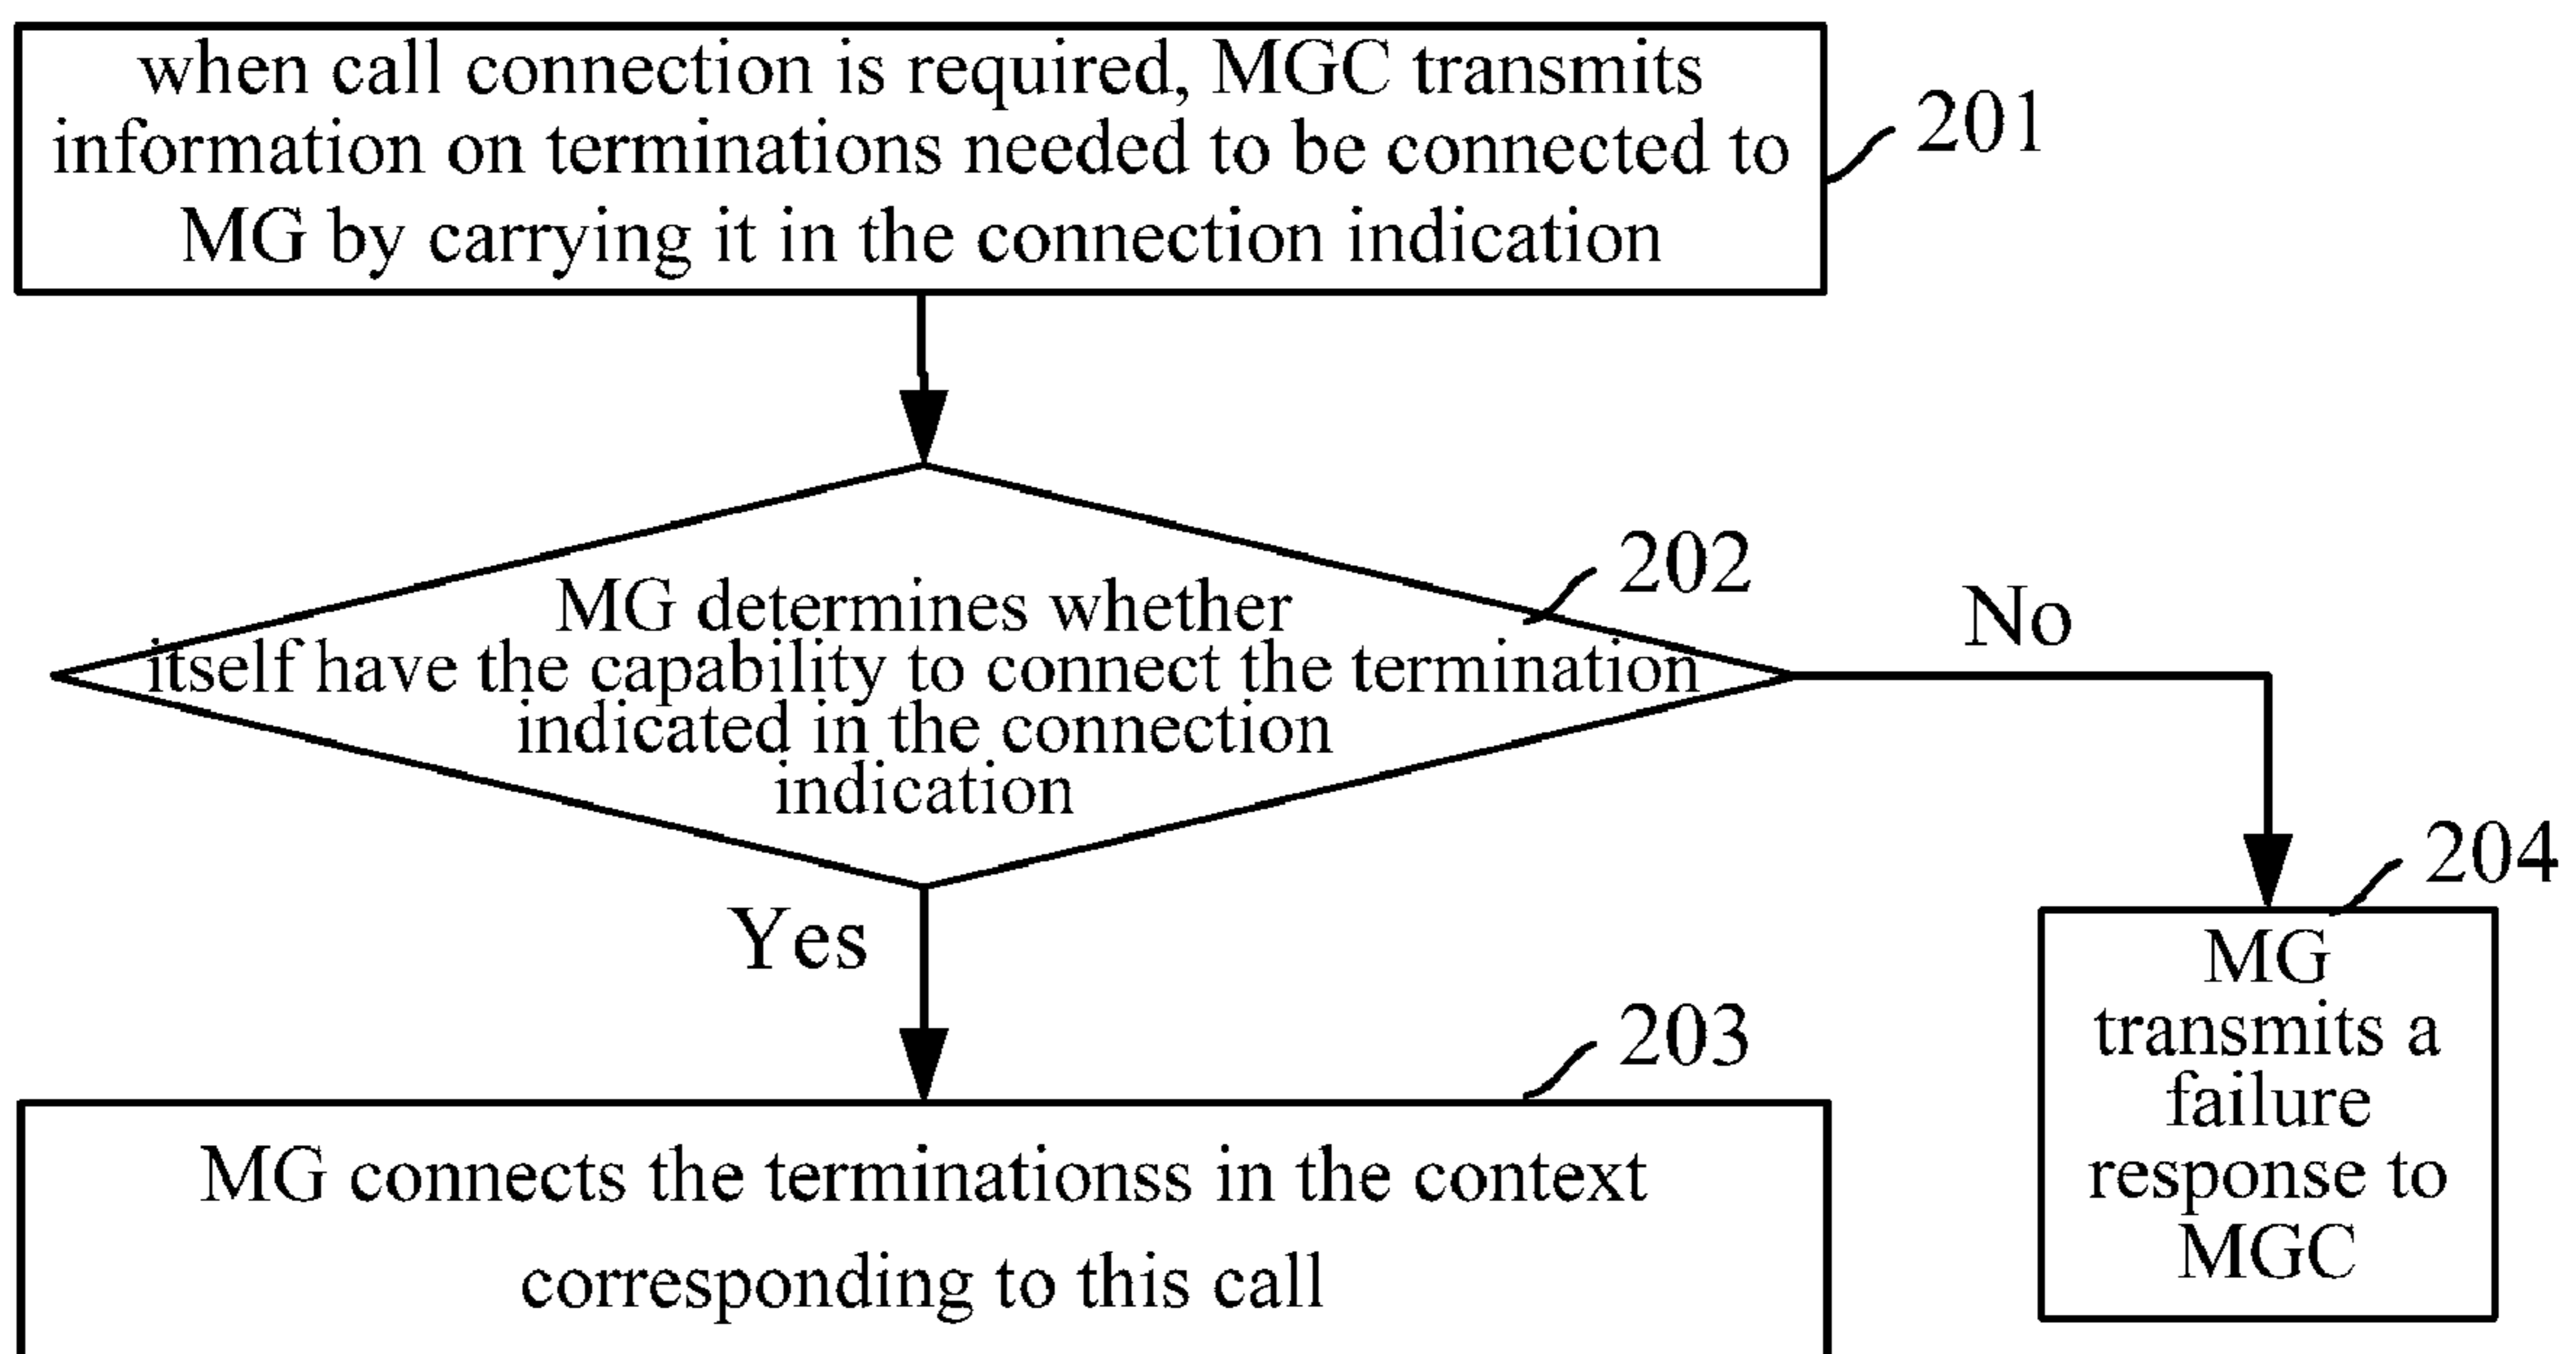 when call connection is required, MGC transmits
information on terminations needed to be connected to
MG by carrying it in the connection indication
201
MG determines whether
itself have the capability to connect the termination
indicated in the connection
indication
202
No
Yes
204
MG
transmits a
failure
response to
MGC
203
MG connects the terminationss in the context
corresponding to this call